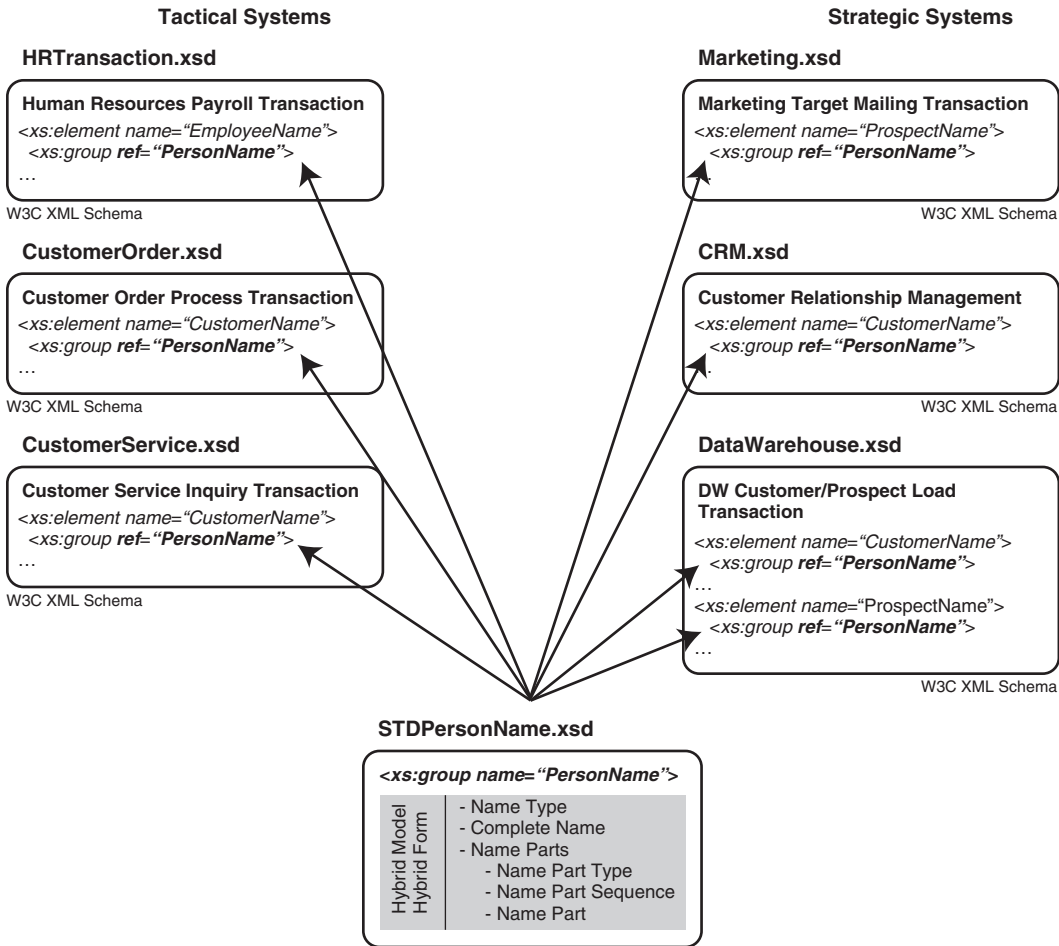 Tactical Systems
HRTransaction.xsd
Human Resources Payroll Transaction
<xs:element name=“EmployeeName”>
<xs:group ref=“PersonName”>
…
W3C XML Schema
CustomerOrder.xsd
Customer Order Process Transaction
<xs:element name=“CustomerName”>
<xs:group ref=“PersonName”>
…
W3C XML Schema
CustomerService.xsd
Customer Service Inquiry Transaction
<xs:element name=“CustomerName”>
<xs:group ref=“PersonName”>
…
W3C XML Schema
Strategic Systems
Marketing.xsd
Marketing Target Mailing Transaction
<xs:element name=“ProspectName”>
<xs:group ref=“PersonName”>
…
W3C XML Schema
CRM.xsd
Customer Relationship Management
<xs:element name=“CustomerName”>
<xs:group ref=“PersonName”>
…
W3C XML Schema
DataWarehouse.xsd
DW Customer/Prospect Load
Transaction
<xs:element name=“CustomerName”>
<xs:group ref=“PersonName”>
…
<xs:element name=“ProspectName”>
<xs:group ref=“PersonName”>
…
W3C XML Schema
STDPersonName.xsd
<xs:group name=“PersonName”>
Hybrid Model
Hybrid Form
- Name Type
- Complete Name
- Name Parts
- Name Part Type
- Name Part Sequence
- Name Part